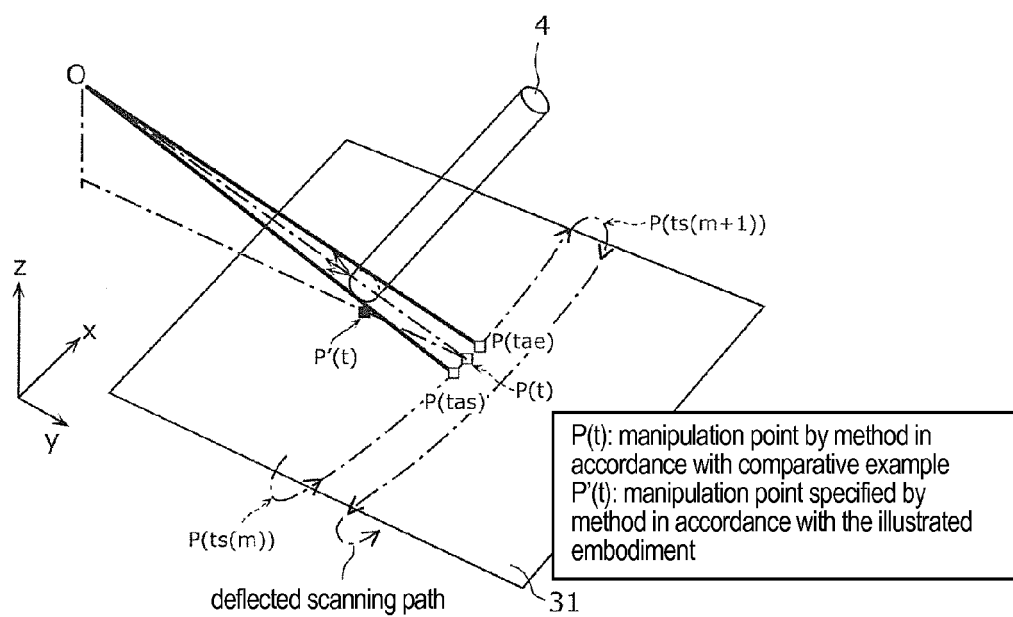 4
O
P(ts(m+1))
z
x
y
P'(t)
P(tae)
P(t)
P(tas)
P(ts(m))
deflected scanning path
31
P(t): manipulation point by method in
accordance with comparative example
P'(t): manipulation point specified by
method in accordance with the illustrated
embodiment